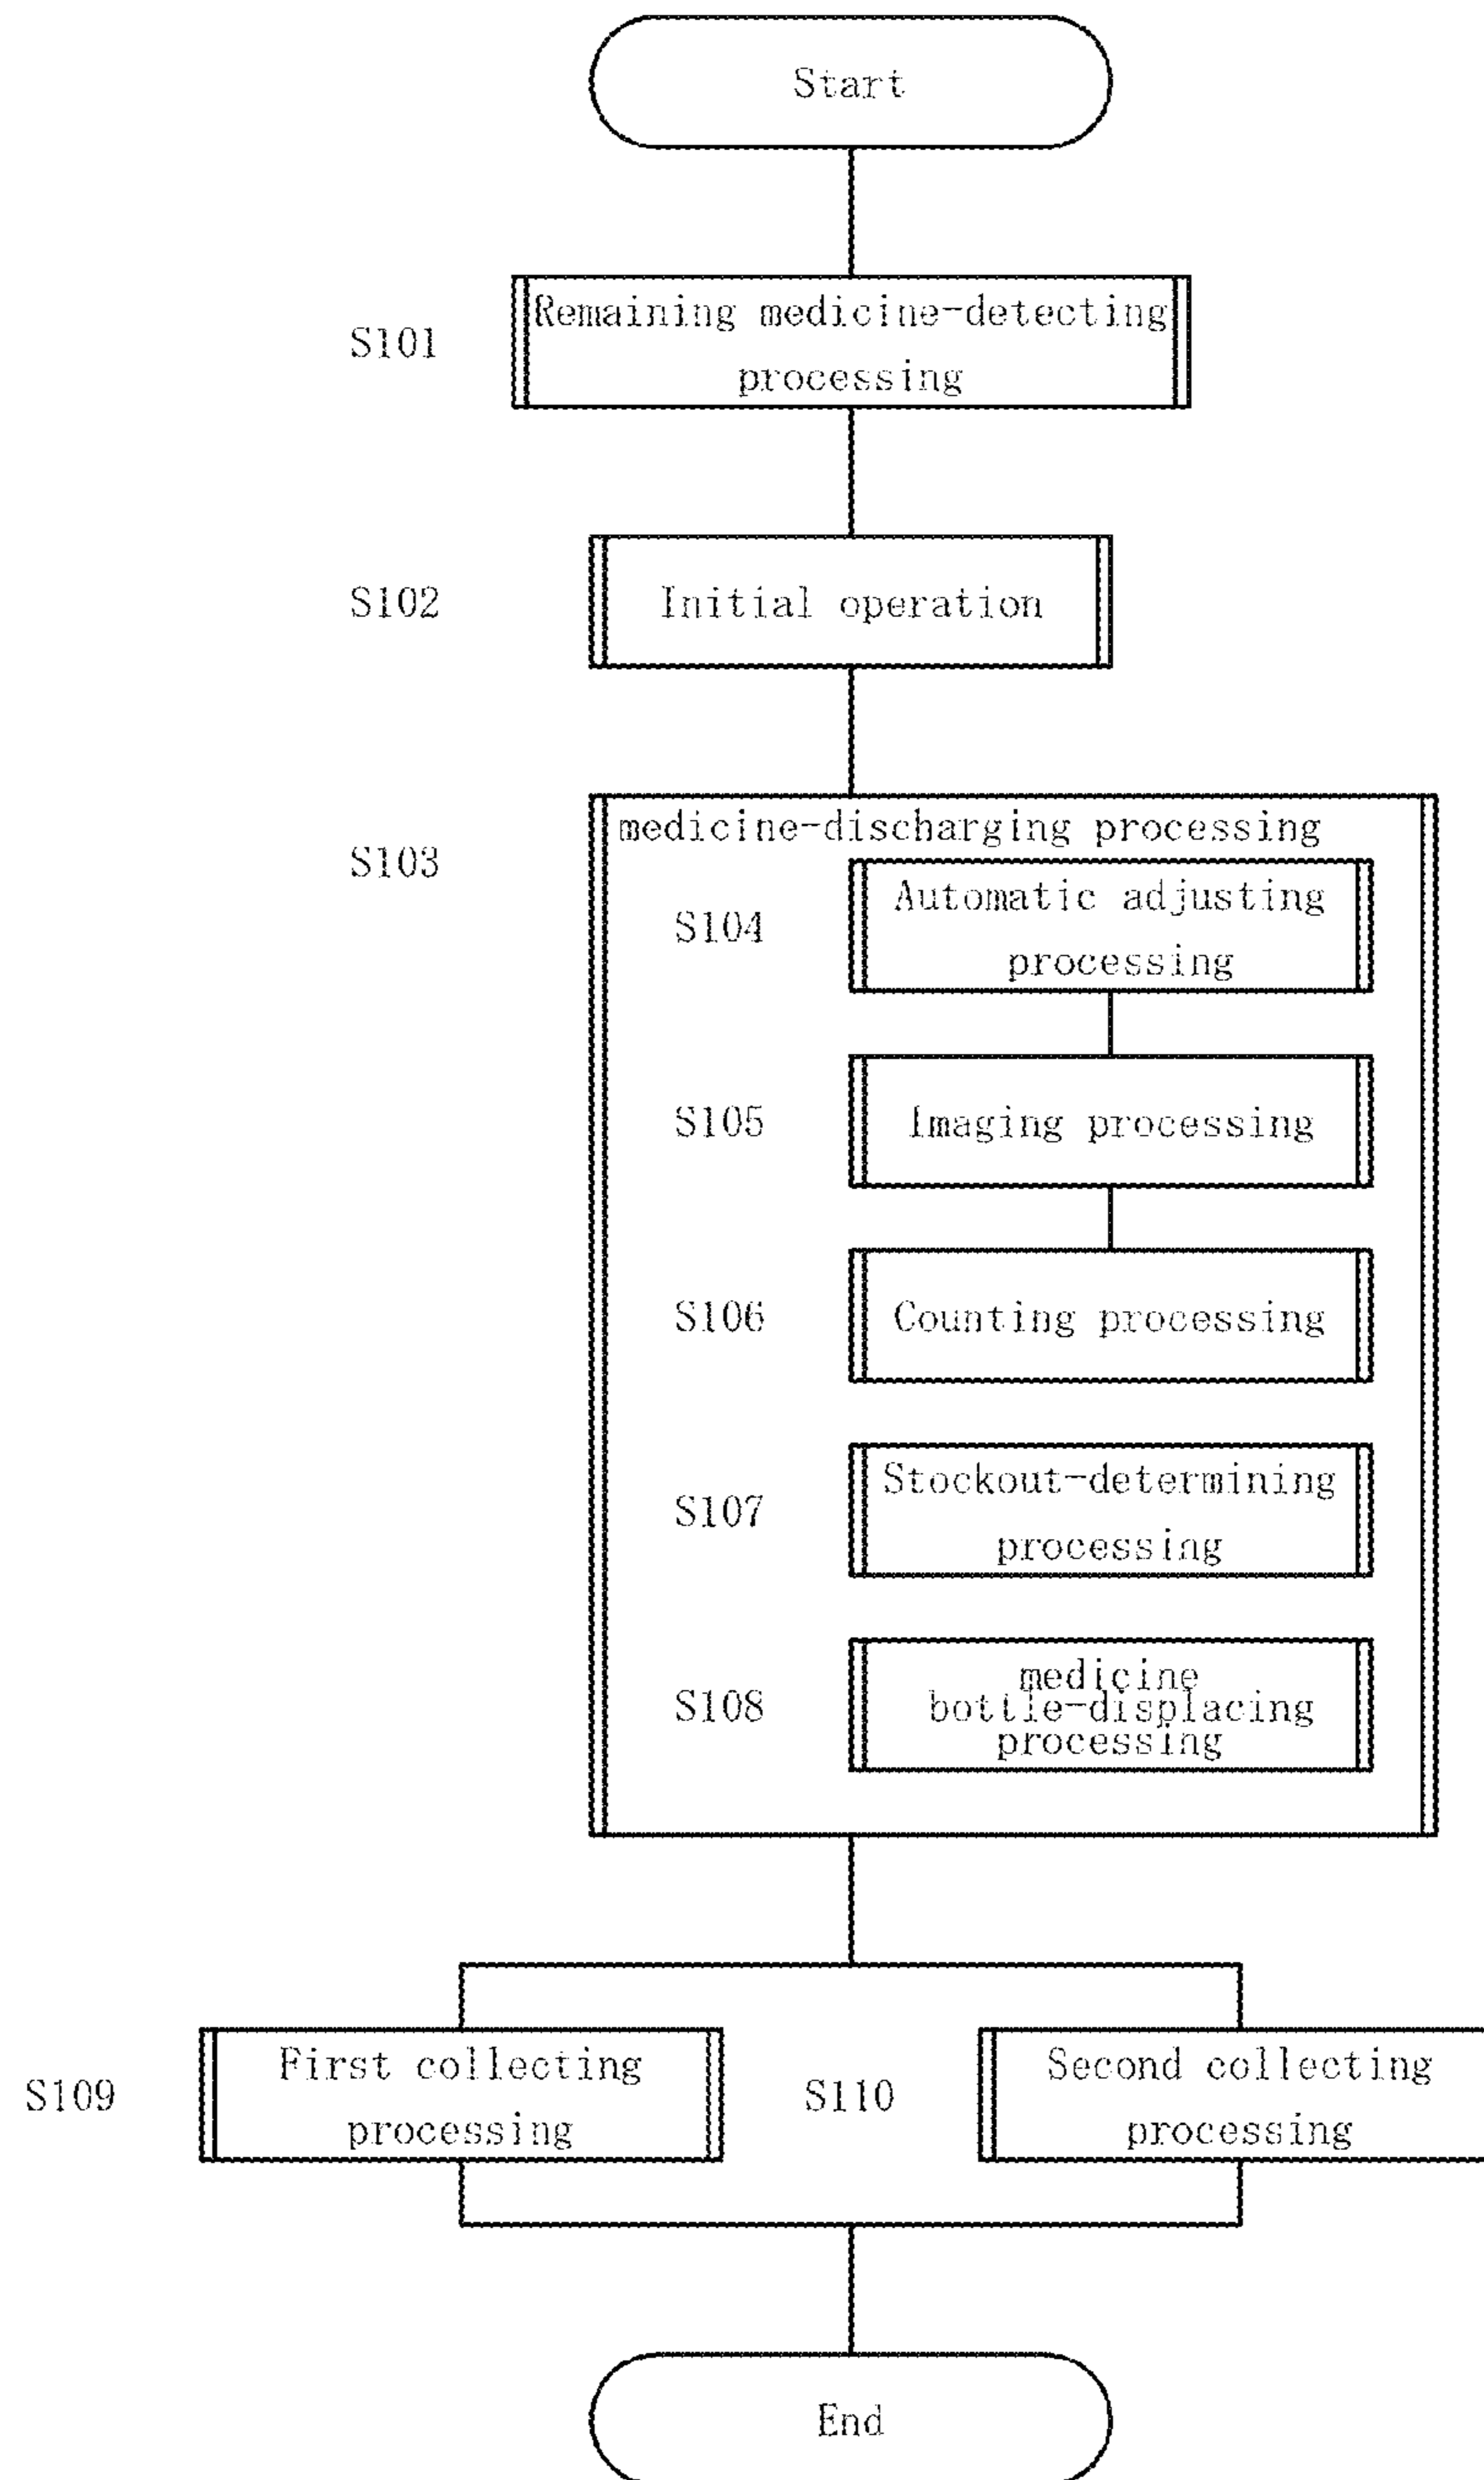 Start
S101
Remaining medicine-detecting
processing
S102
Initial operation
S103
medicine-discharging processing
S104
Automatic adjusting
processing
S105
Imaging processing
S106
Counting processing
S107
Stockout-determining
processing
S108
medicine
bottle-displacing
processing
S109
First collecting
processing
S110
Second collecting
processing
End